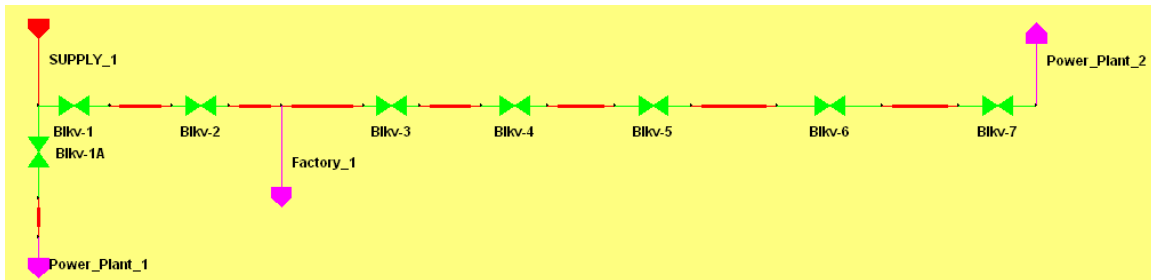 SUPPLY_1
Power_Plant_2
Blkv-1
Blkv-2
Blkv-3
Blkv-4
Blkv-5
Blkv-6
Blkv-7
Blkv-1A
Factory_1
Power_Plant_1